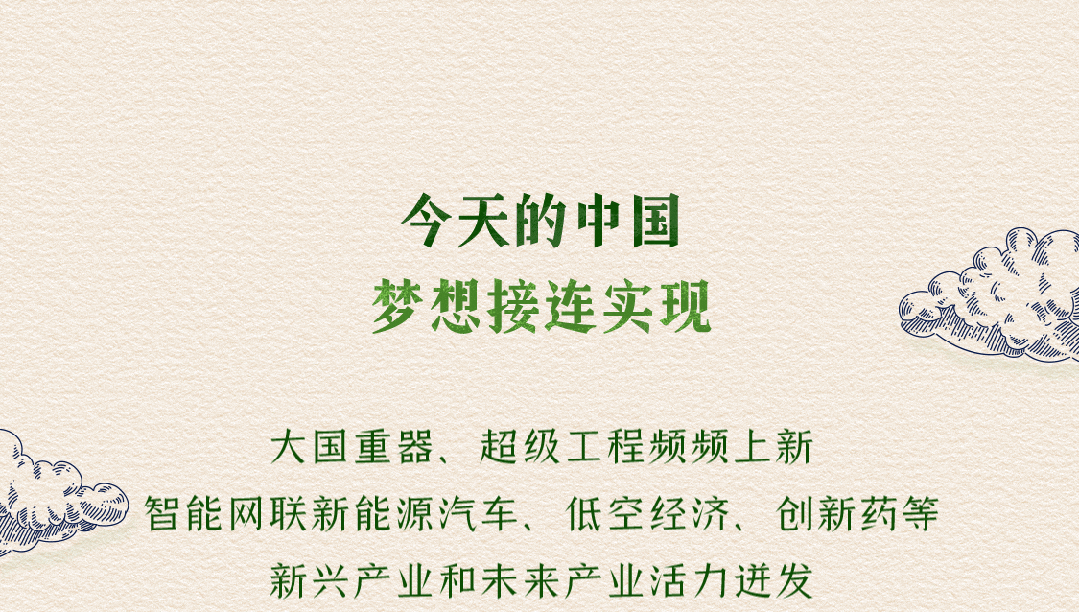 今天的中国
梦想接连实现
大国重器、超级工程频频上新
智能网联新能源汽车、低空经济、创新药等
新兴产业和未来产业活力迸发